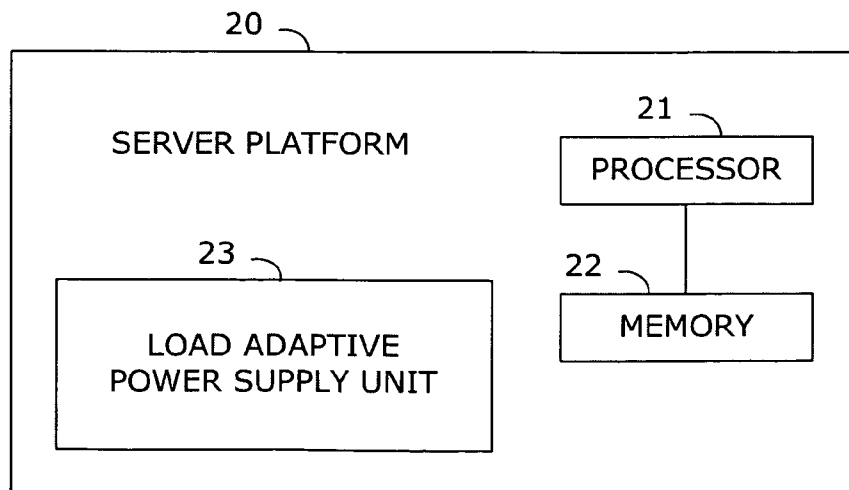 20
SERVER PLATFORM
21
PROCESSOR
23
22
LOAD ADAPTIVE
POWER SUPPLY UNIT
MEMORY